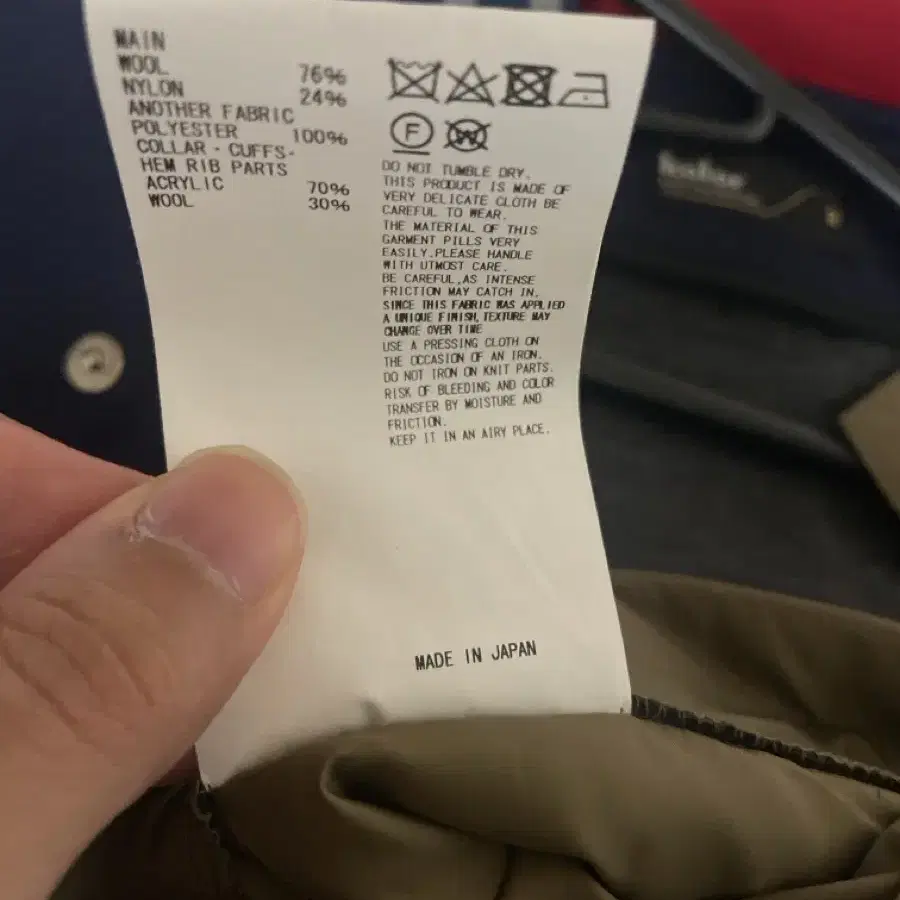 MAIN
WOOL 76%
NYLON 24%
ANOTHER FABRIC
POLYESTER 100%
COLLAR・CUFFS・
HEM RIB PARTS
ACRYLIC 70%
WOOL 30%
F
W
DO NOT TUMBLE DRY.
THIS PRODUCT IS MADE OF
VERY DELICATE CLOTH BE
CAREFUL TO WEAR.
THE MATERIAL OF THIS
GARMENT PILLS VERY
EASILY.PLEASE HANDLE
WITH UTMOST CARE.
BE CAREFUL,AS INTENSE
FRICTION MAY CATCH IN.
SINCE THIS FABRIC WAS APPLIED
A UNIQUE FINISH,TEXTURE MAY
CHANGE OVER TIME
USE A PRESSING CLOTH ON
THE OCCASION OF AN IRON.
DO NOT IRON ON KNIT PARTS.
RISK OF BLEEDING AND COLOR
TRANSFER BY MOISTURE AND
FRICTION.
KEEP IT IN AN AIRY PLACE.
MADE IN JAPAN